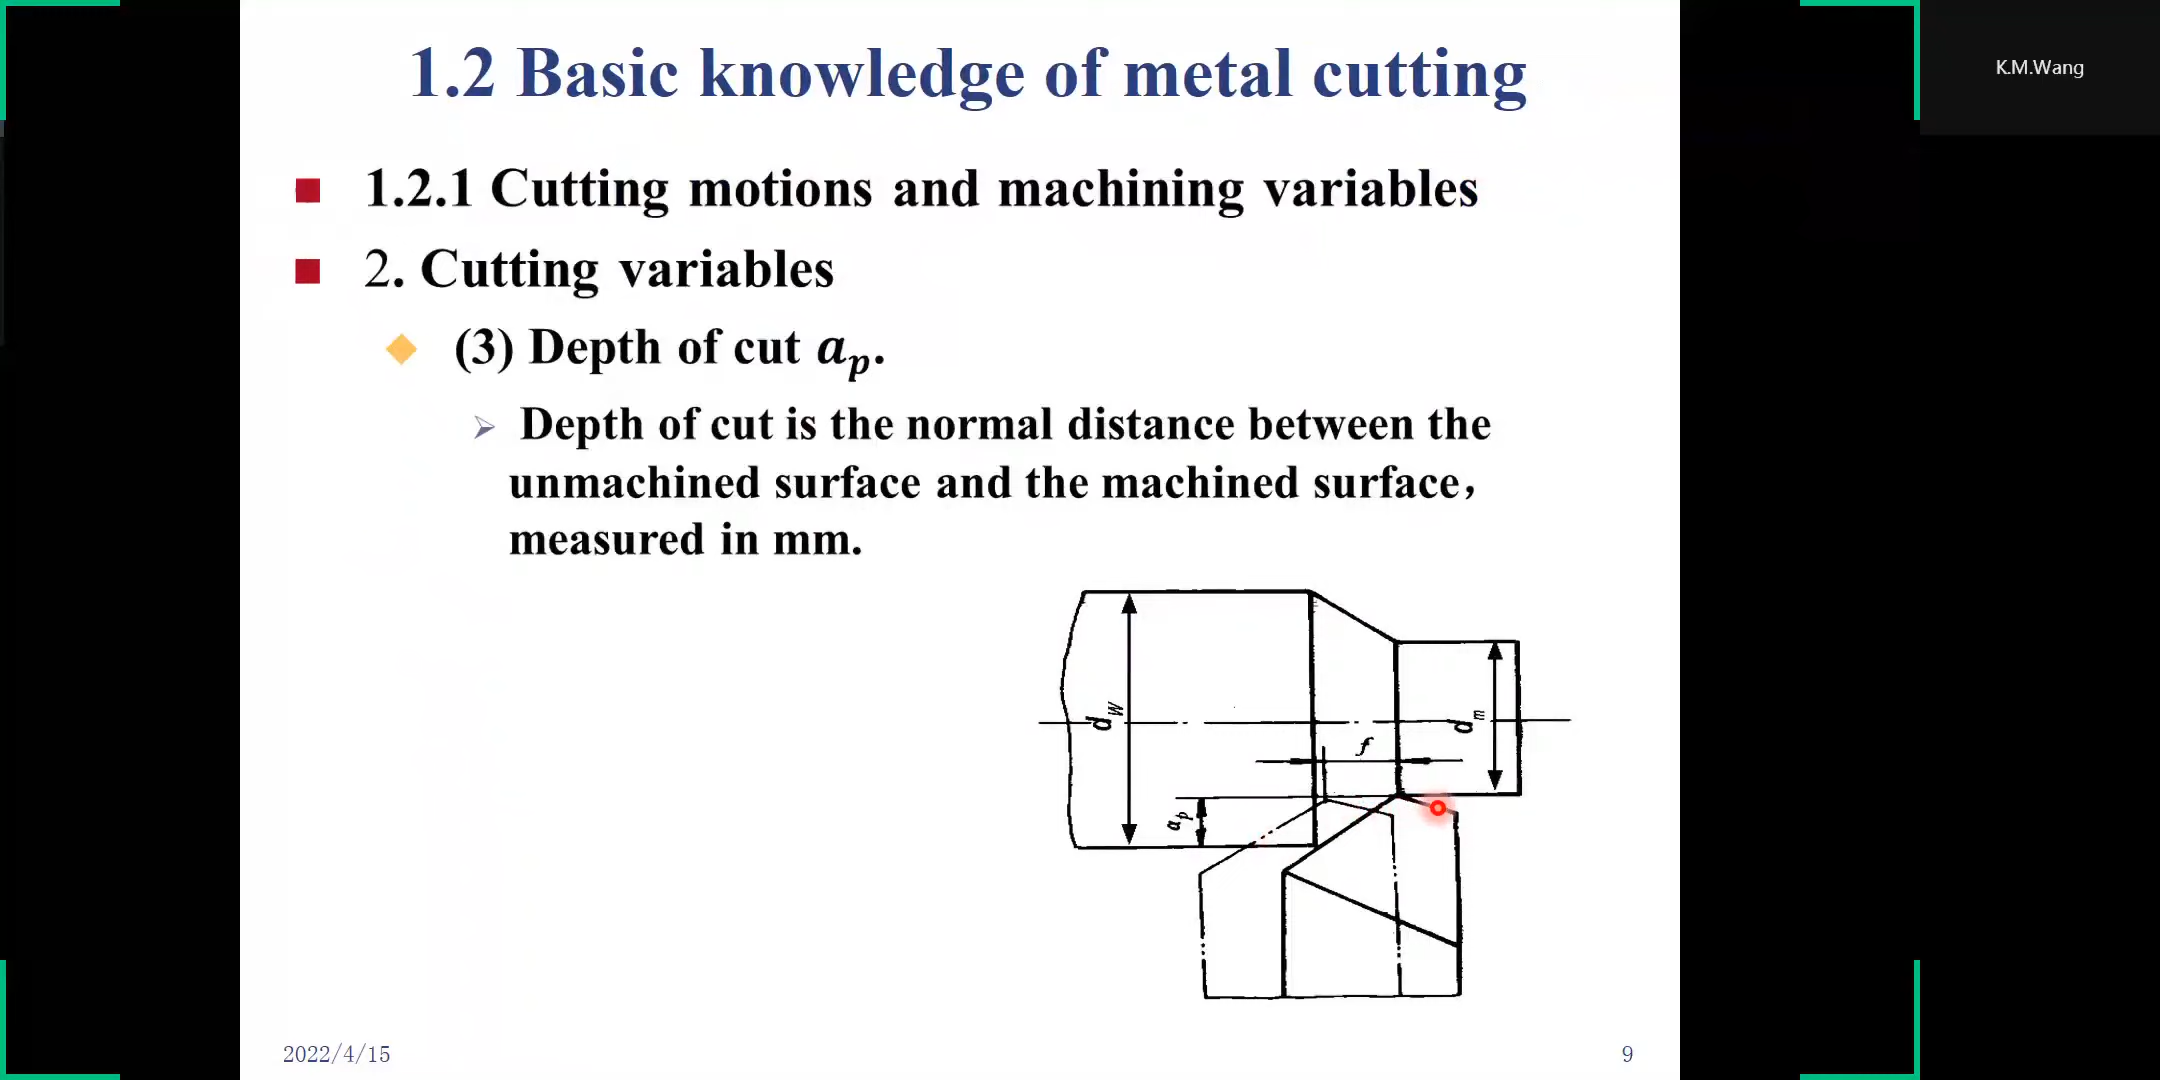 1.2 Basic knowledge of metal cutting
K.M.Wang
■ 1.2.1 Cutting motions and machining variables
■ 2. Cutting variables
◆ (3) Depth of cut aₚ.
➢ Depth of cut is the normal distance between the
unmachined surface and the machined surface，
measured in mm.
d_w
d_m
f
a_p
2022/4/15
9